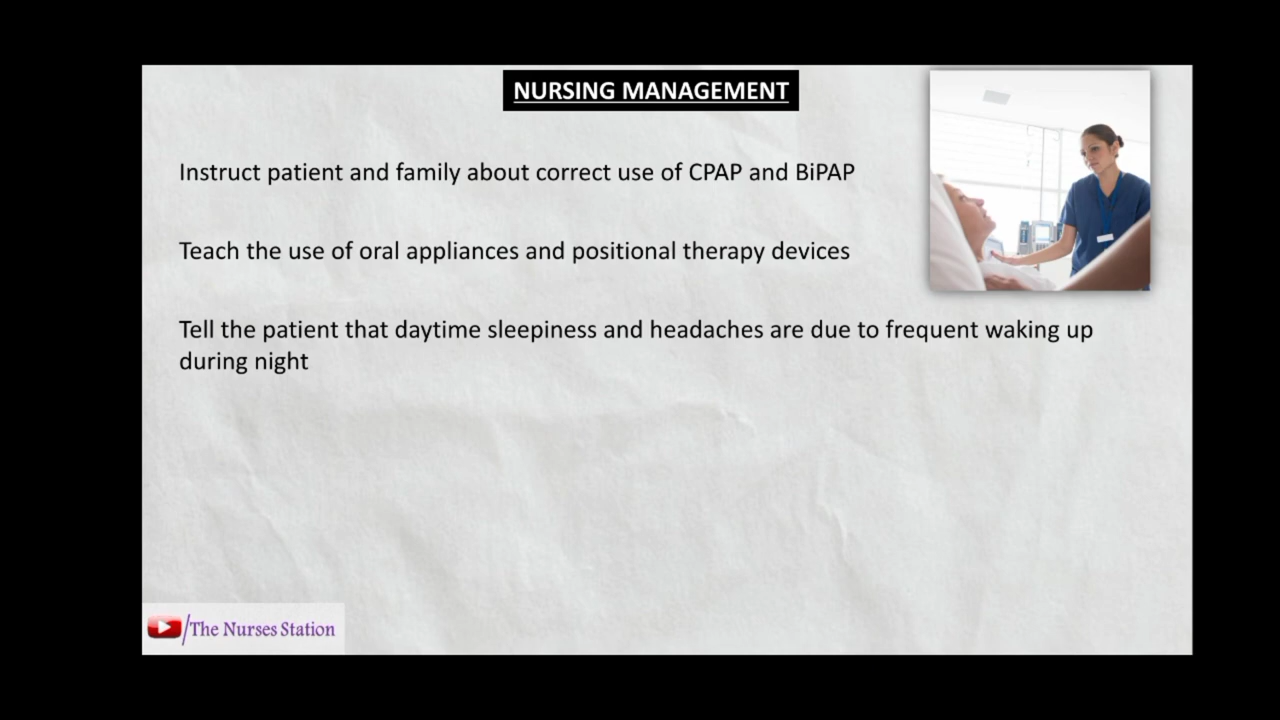 NURSING MANAGEMENT
Instruct patient and family about correct use of CPAP and BiPAP
Teach the use of oral appliances and positional therapy devices
Tell the patient that daytime sleepiness and headaches are due to frequent waking up
during night
The Nurses Station